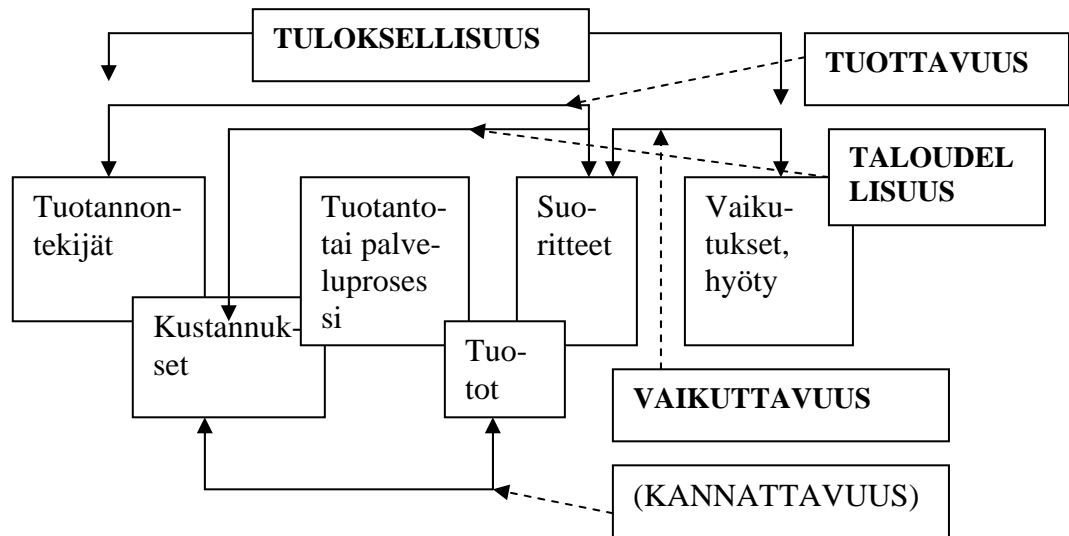 TULOKSELLISUUS
TUOTTAVUUS
TALOUDEL
LISUUS
Tuotannon-
tekijät
Tuotanto-
tai palve-
luproses
si
Suo-
ritteet
Vaiku-
tukset,
hyöty
Kustannuk-
set
Tuo-
tot
VAIKUTTAVUUS
(KANNATTAVUUS)